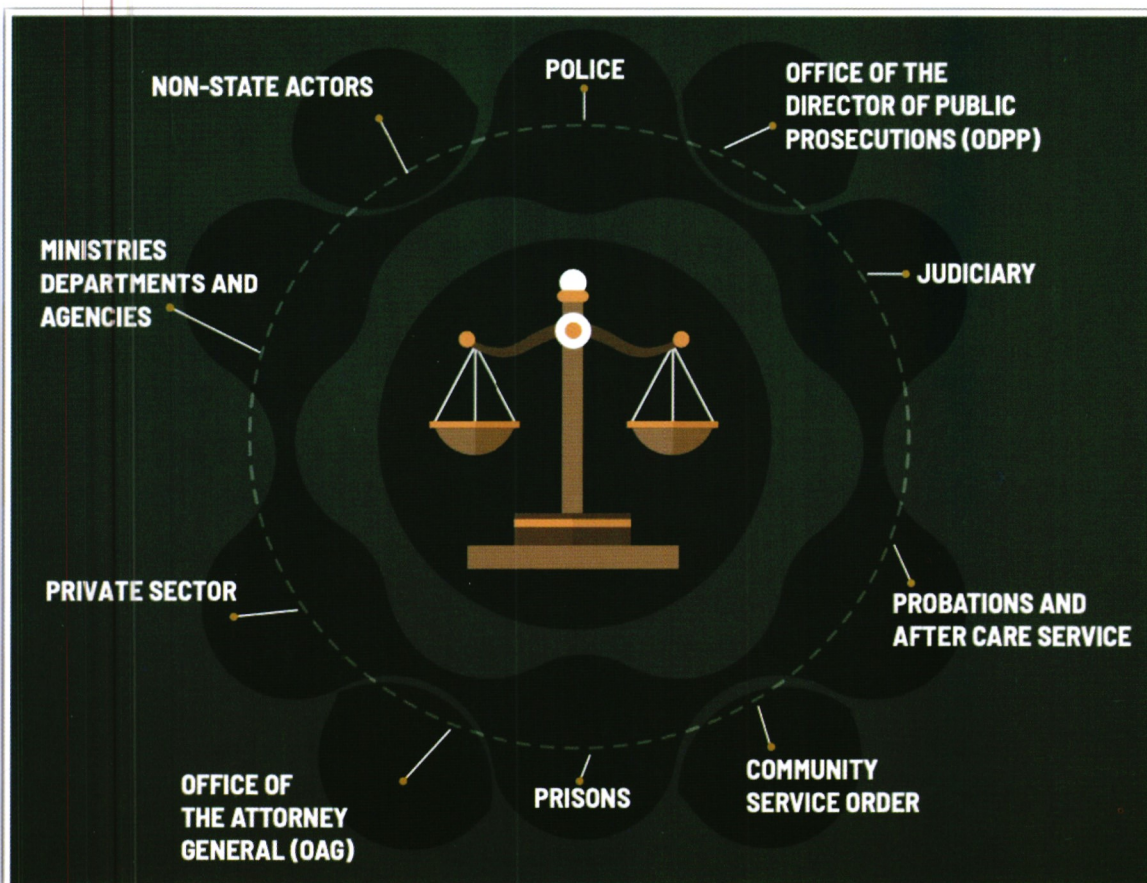 NON-STATE ACTORS
POLICE
OFFICE OF THE
DIRECTOR OF PUBLIC
PROSECUTIONS (ODPP)
MINISTRIES
DEPARTMENTS AND
AGENCIES
JUDICIARY
PRIVATE SECTOR
PROBATIONS AND
AFTER CARE SERVICE
OFFICE OF
THE ATTORNEY
GENERAL (OAG)
PRISONS
COMMUNITY
SERVICE ORDER